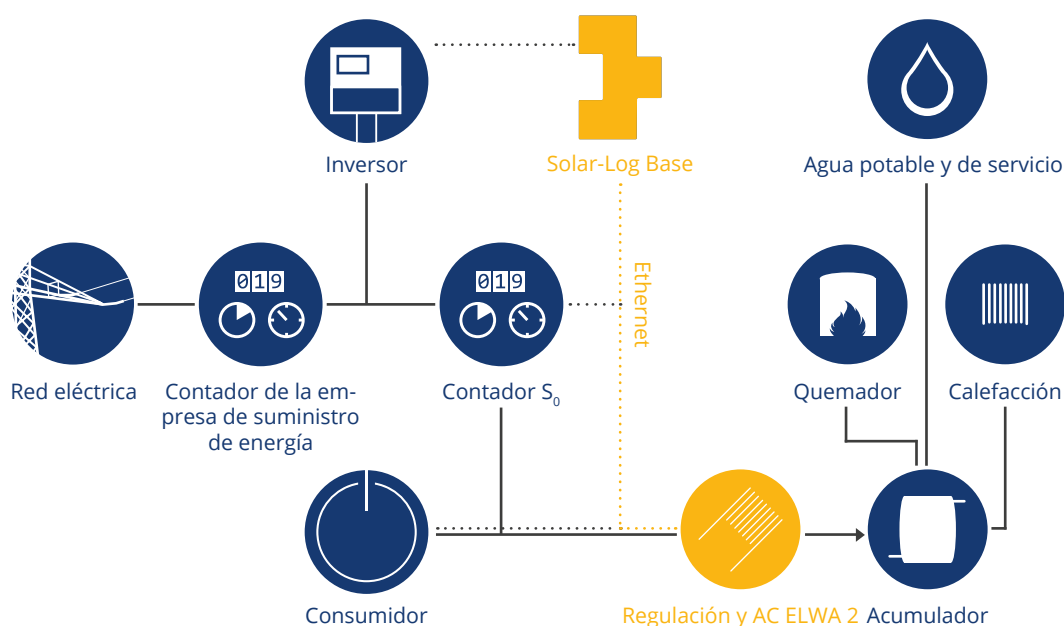 Inversor
Solar-Log Base
Agua potable y de servicio
019
019
Ethernet
Red eléctrica
Contador de la em-
presa de suministro
de energía
Contador S₀
Quemador
Calefacción
Consumidor
Regulación y AC ELWA 2
Acumulador